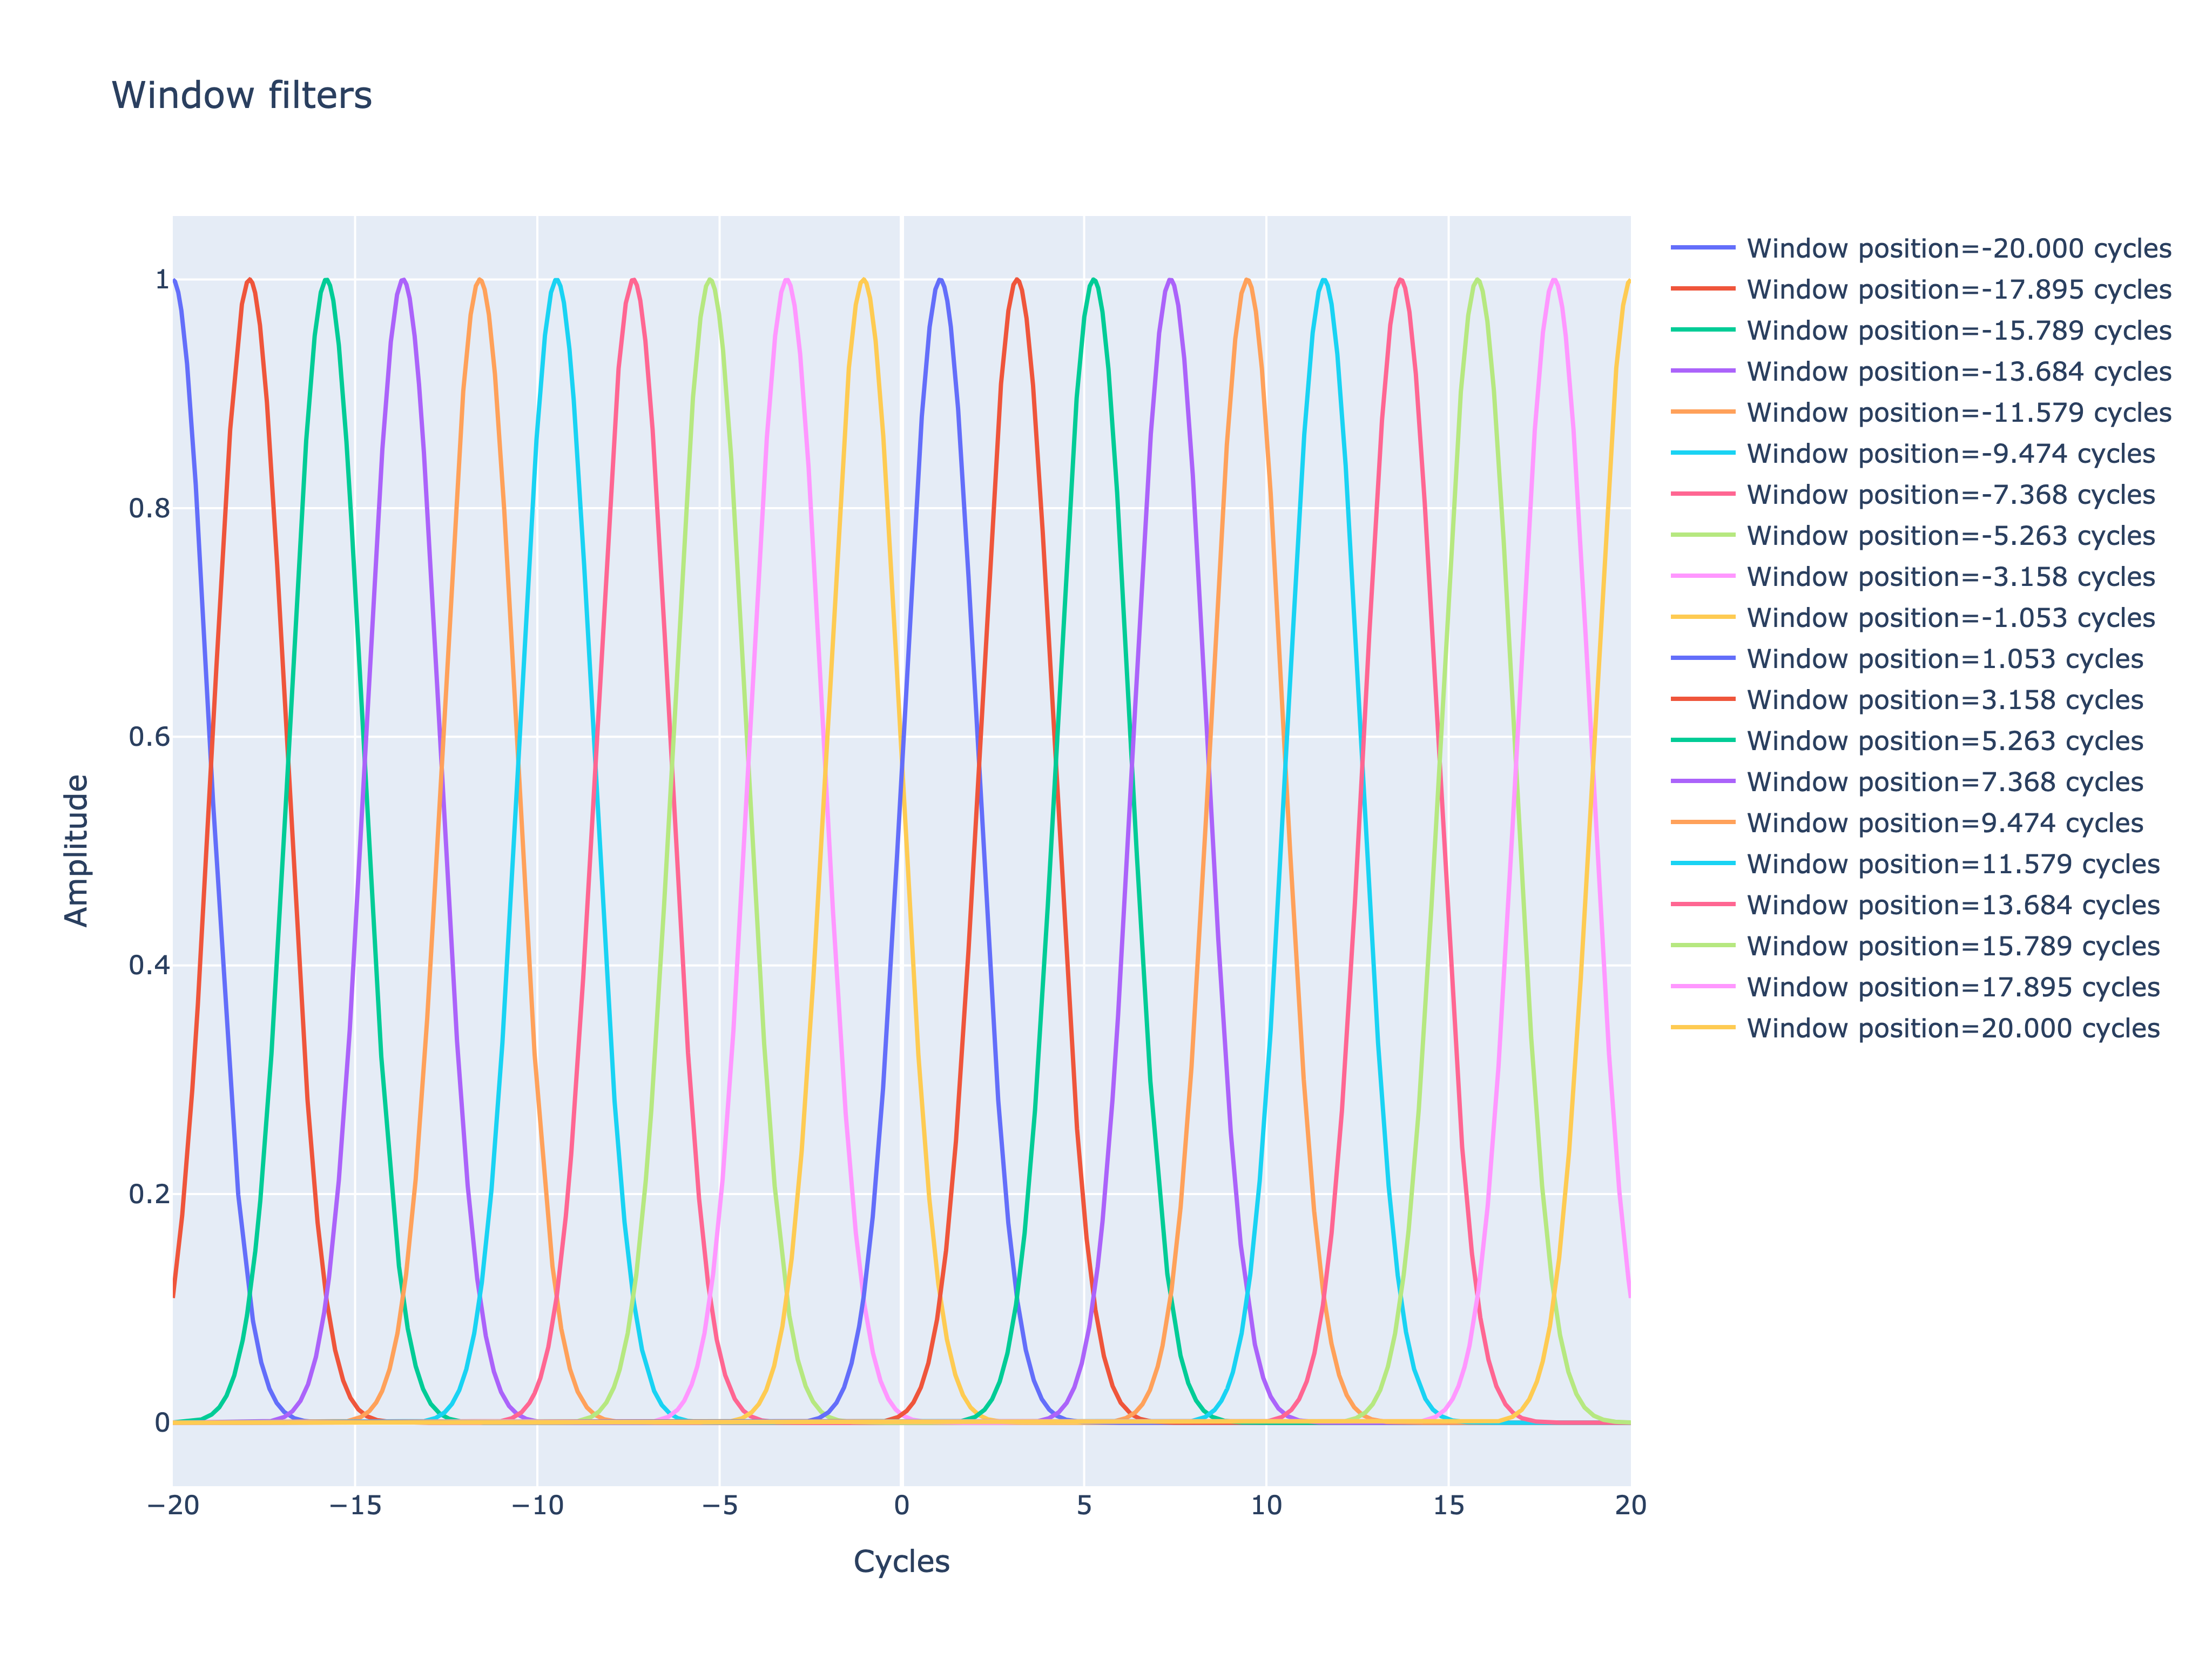 Window filters
1
0.8
0.6
0.4
0.2
0
Amplitude
−20 −15 −10 −5 0 5 10 15 20
Cycles
Window position=-20.000 cycles
Window position=-17.895 cycles
Window position=-15.789 cycles
Window position=-13.684 cycles
Window position=-11.579 cycles
Window position=-9.474 cycles
Window position=-7.368 cycles
Window position=-5.263 cycles
Window position=-3.158 cycles
Window position=-1.053 cycles
Window position=1.053 cycles
Window position=3.158 cycles
Window position=5.263 cycles
Window position=7.368 cycles
Window position=9.474 cycles
Window position=11.579 cycles
Window position=13.684 cycles
Window position=15.789 cycles
Window position=17.895 cycles
Window position=20.000 cycles